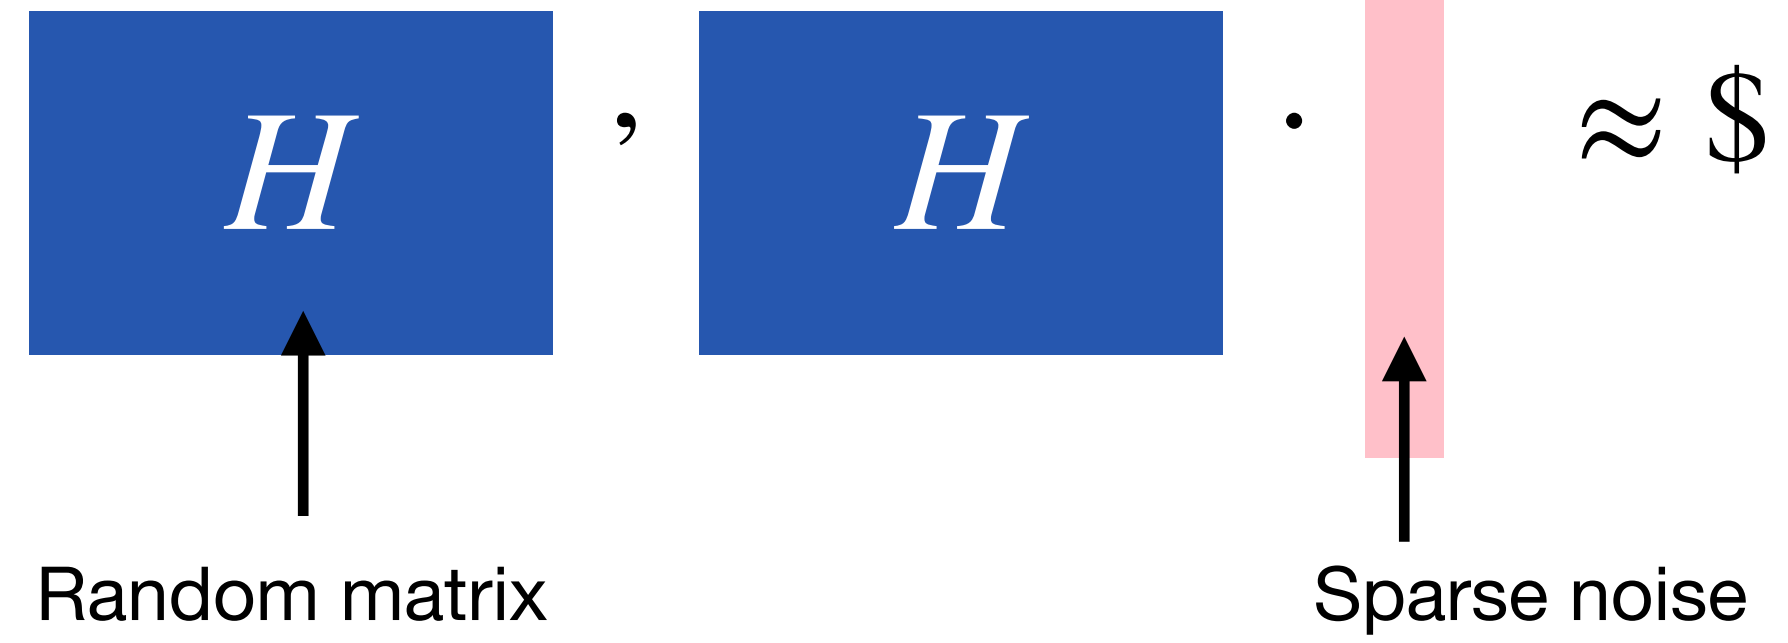 H , H · ≈ $
Random matrix
Sparse noise